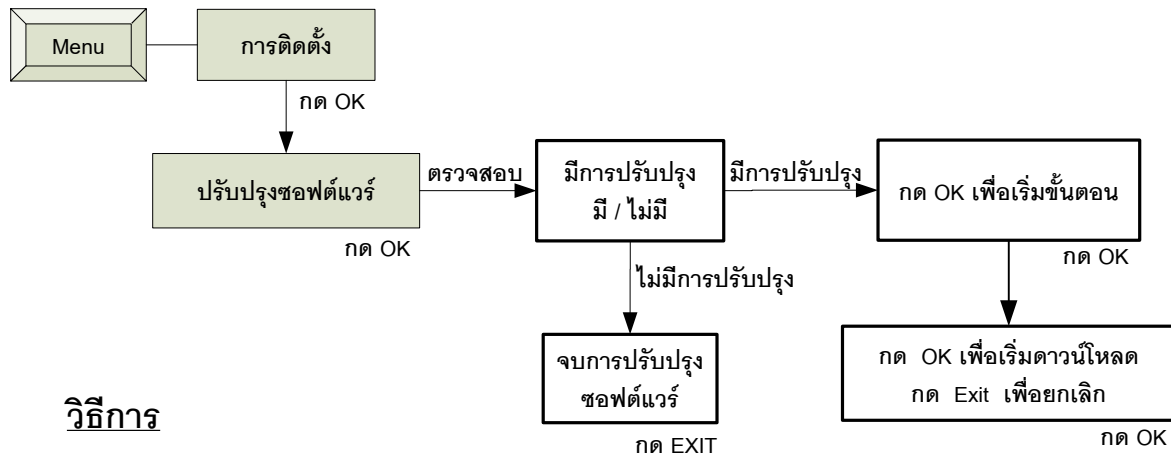 Menu
การติดตั้ง
กด OK
ปรับปรุงซอฟต์แวร์
กด OK
ตรวจสอบ
มีการปรับปรุง
มี / ไม่มี
มีการปรับปรุง
กด OK เพื่อเริ่มขั้นตอน
กด OK
ไม่มีการปรับปรุง
จบการปรับปรุง
ซอฟต์แวร์
กด EXIT
กด OK เพื่อเริ่มดาวน์โหลด
กด Exit เพื่อยกเลิก
กด OK
วิธีการ